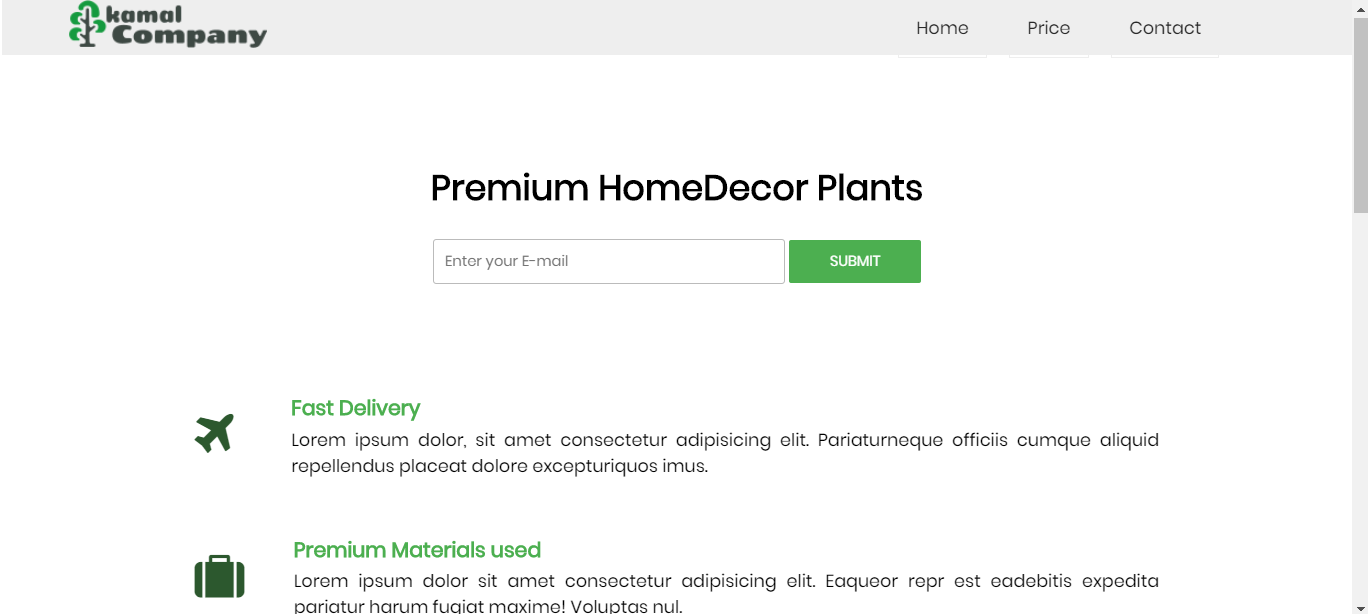 kamal
Company
Home
Price
Contact
Premium HomeDecor Plants
Enter your E-mail
SUBMIT
Fast Delivery
Lorem ipsum dolor, sit amet consectetur adipisicing elit. Pariaturneque officiis cumque aliquid
repellendus placeat dolore excepturiquos imus.
Premium Materials used
Lorem ipsum dolor sit amet consectetur adipisicing elit. Eaqueor repr est eadebitis expedita
pariatur harum fugiat maxime! Voluptas nul.